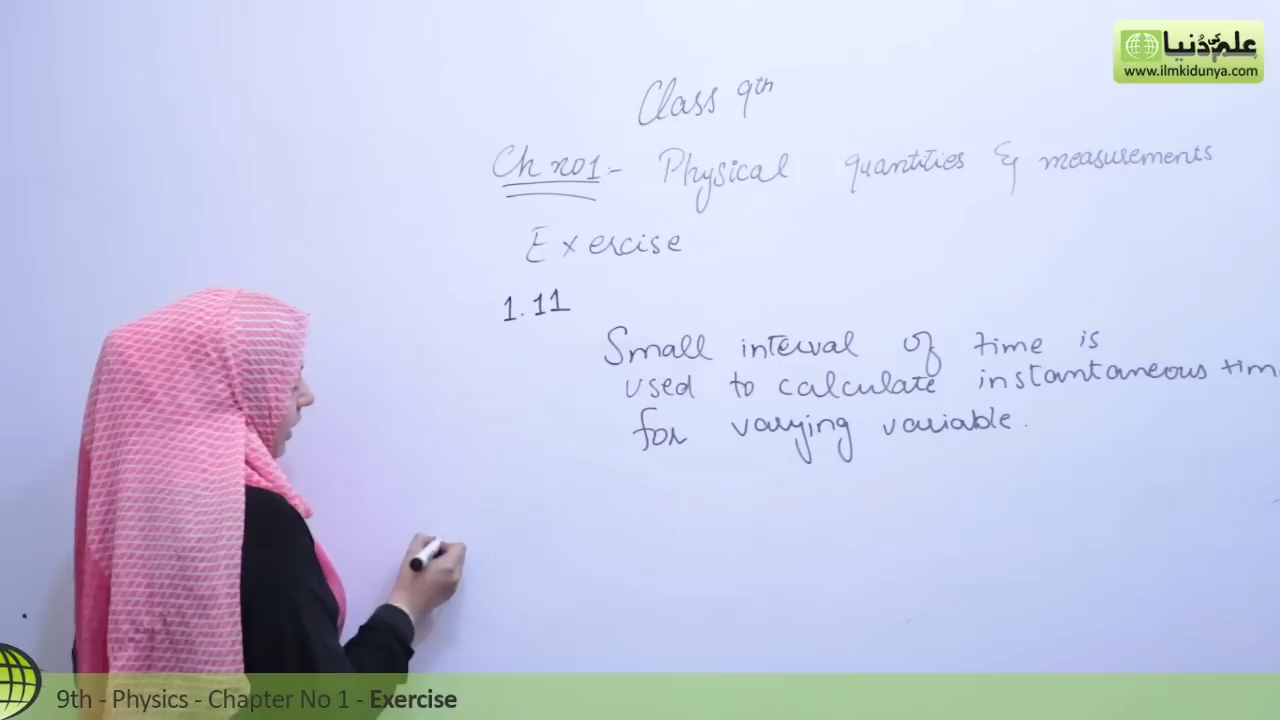 علم کی دُنیا
www.ilmkidunya.com
Class 9th
Ch no1:- Physical quantities & measurements
Exercise
1.11
Small interval of time is
used to calculate instantaneous tim
for varying variable.
9th - Physics - Chapter No 1 - Exercise